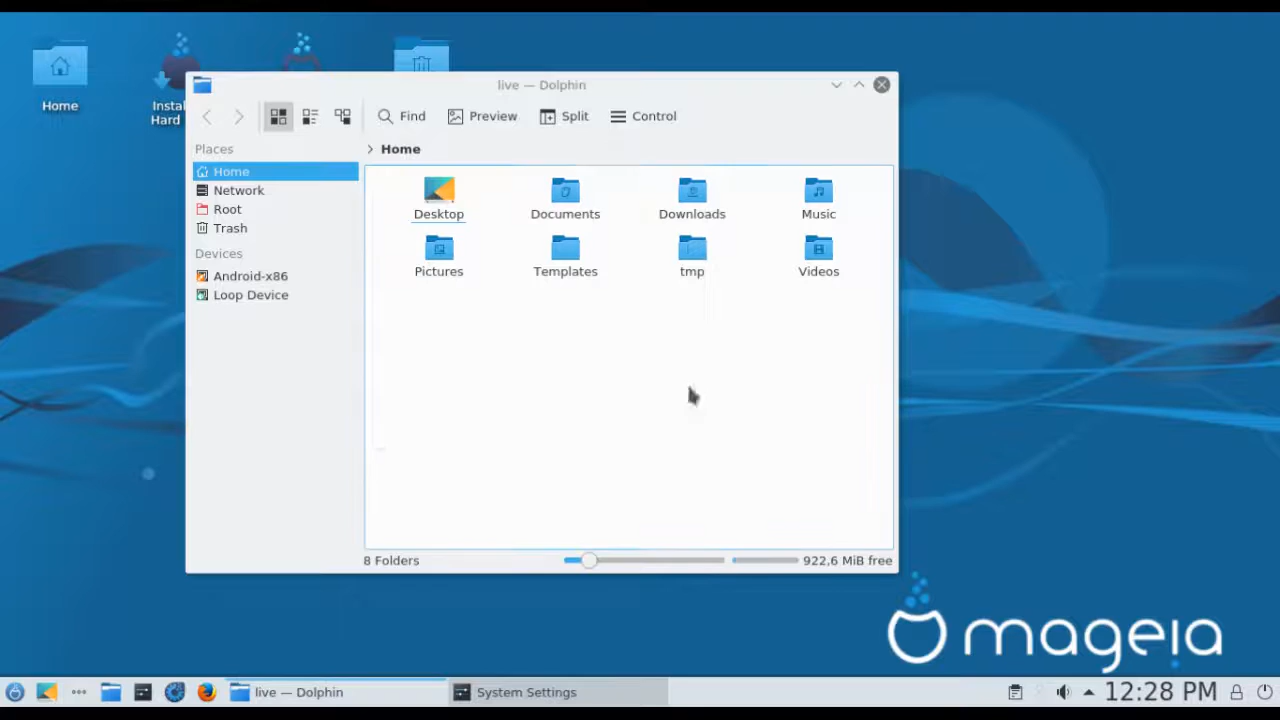 Home
Instal
Hard
live — Dolphin
Find
Preview
Split
Control
Places
Home
Network
Root
Trash
Devices
Android-x86
Loop Device
Home
Desktop
Documents
Downloads
Music
Pictures
Templates
tmp
Videos
8 Folders
922,6 MiB free
mageia
live — Dolphin
System Settings
12:28 PM